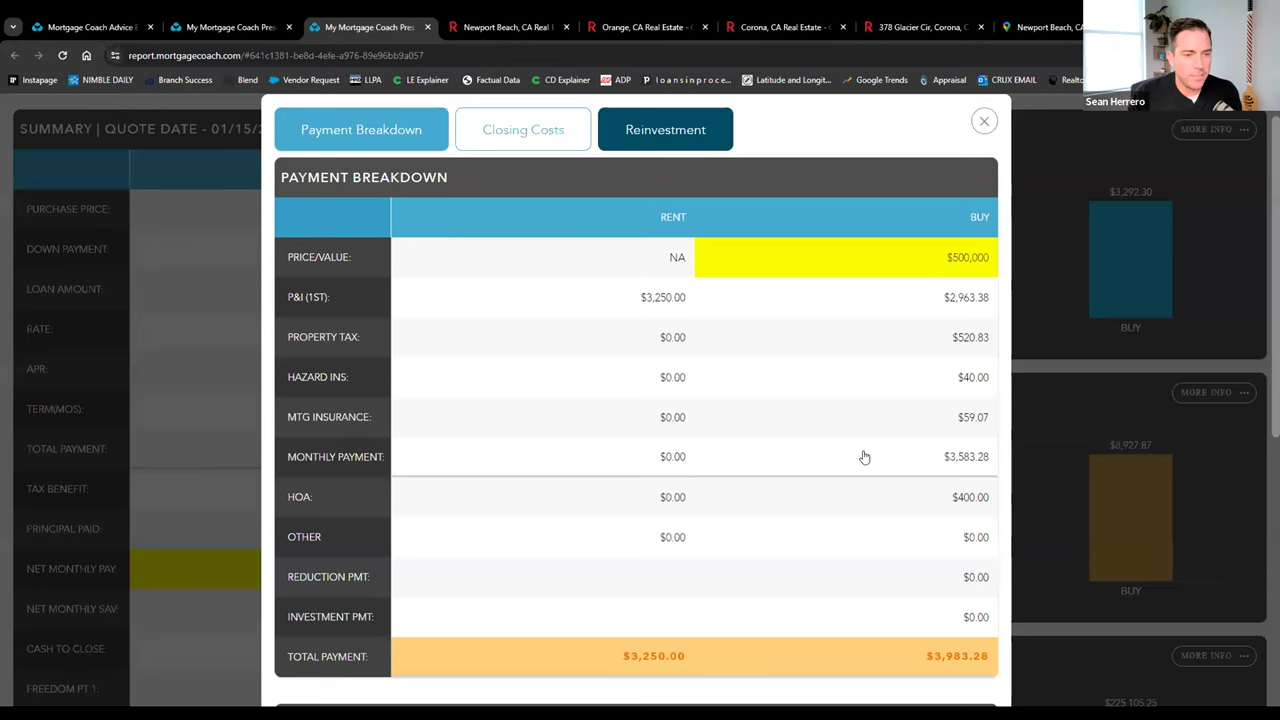 Mortgage Coach Advice E
My Mortgage Coach Pres
My Mortgage Coach Pres
Newport Beach, CA Real E
Orange, CA Real Estate -
Corona, CA Real Estate -
378 Glacier Cir, Corona, C
Newport Beach, CA
report.mortgagecoach.com/#641c1381-be8d-4efe-a976-89e96bb9a057
Instapage
NIMBLE DAILY
Branch Success
Blend
Vendor Request
LLPA
LE Explainer
Factual Data
CD Explainer
ADP
loansinproce...
Latitude and Longit...
Google Trends
Appraisal
CRUX EMAIL
Realto
Sean Herrero
SUMMARY | QUOTE DATE - 01/15/2
PURCHASE PRICE:
DOWN PAYMENT:
LOAN AMOUNT:
RATE:
APR:
TERM(MOS):
TOTAL PAYMENT:
TAX BENEFIT:
PRINCIPAL PAID:
NET MONTHLY PAY:
NET MONTHLY SAV:
CASH TO CLOSE:
FREEDOM PT 1:
Payment Breakdown
Closing Costs
Reinvestment
PAYMENT BREAKDOWN
RENT BUY
PRICE/VALUE: NA $500,000
P&I (1ST): $3,250.00 $2,963.38
PROPERTY TAX: $0.00 $520.83
HAZARD INS: $0.00 $40.00
MTG INSURANCE: $0.00 $59.07
MONTHLY PAYMENT: $0.00 $3,583.28
HOA: $0.00 $400.00
OTHER $0.00 $0.00
REDUCTION PMT: $0.00
INVESTMENT PMT: $0.00
TOTAL PAYMENT: $3,250.00 $3,983.28
MORE INFO ...
$3,292.30
BUY
MORE INFO ...
$8,927.87
BUY
MORE INFO ...
$225,105.25